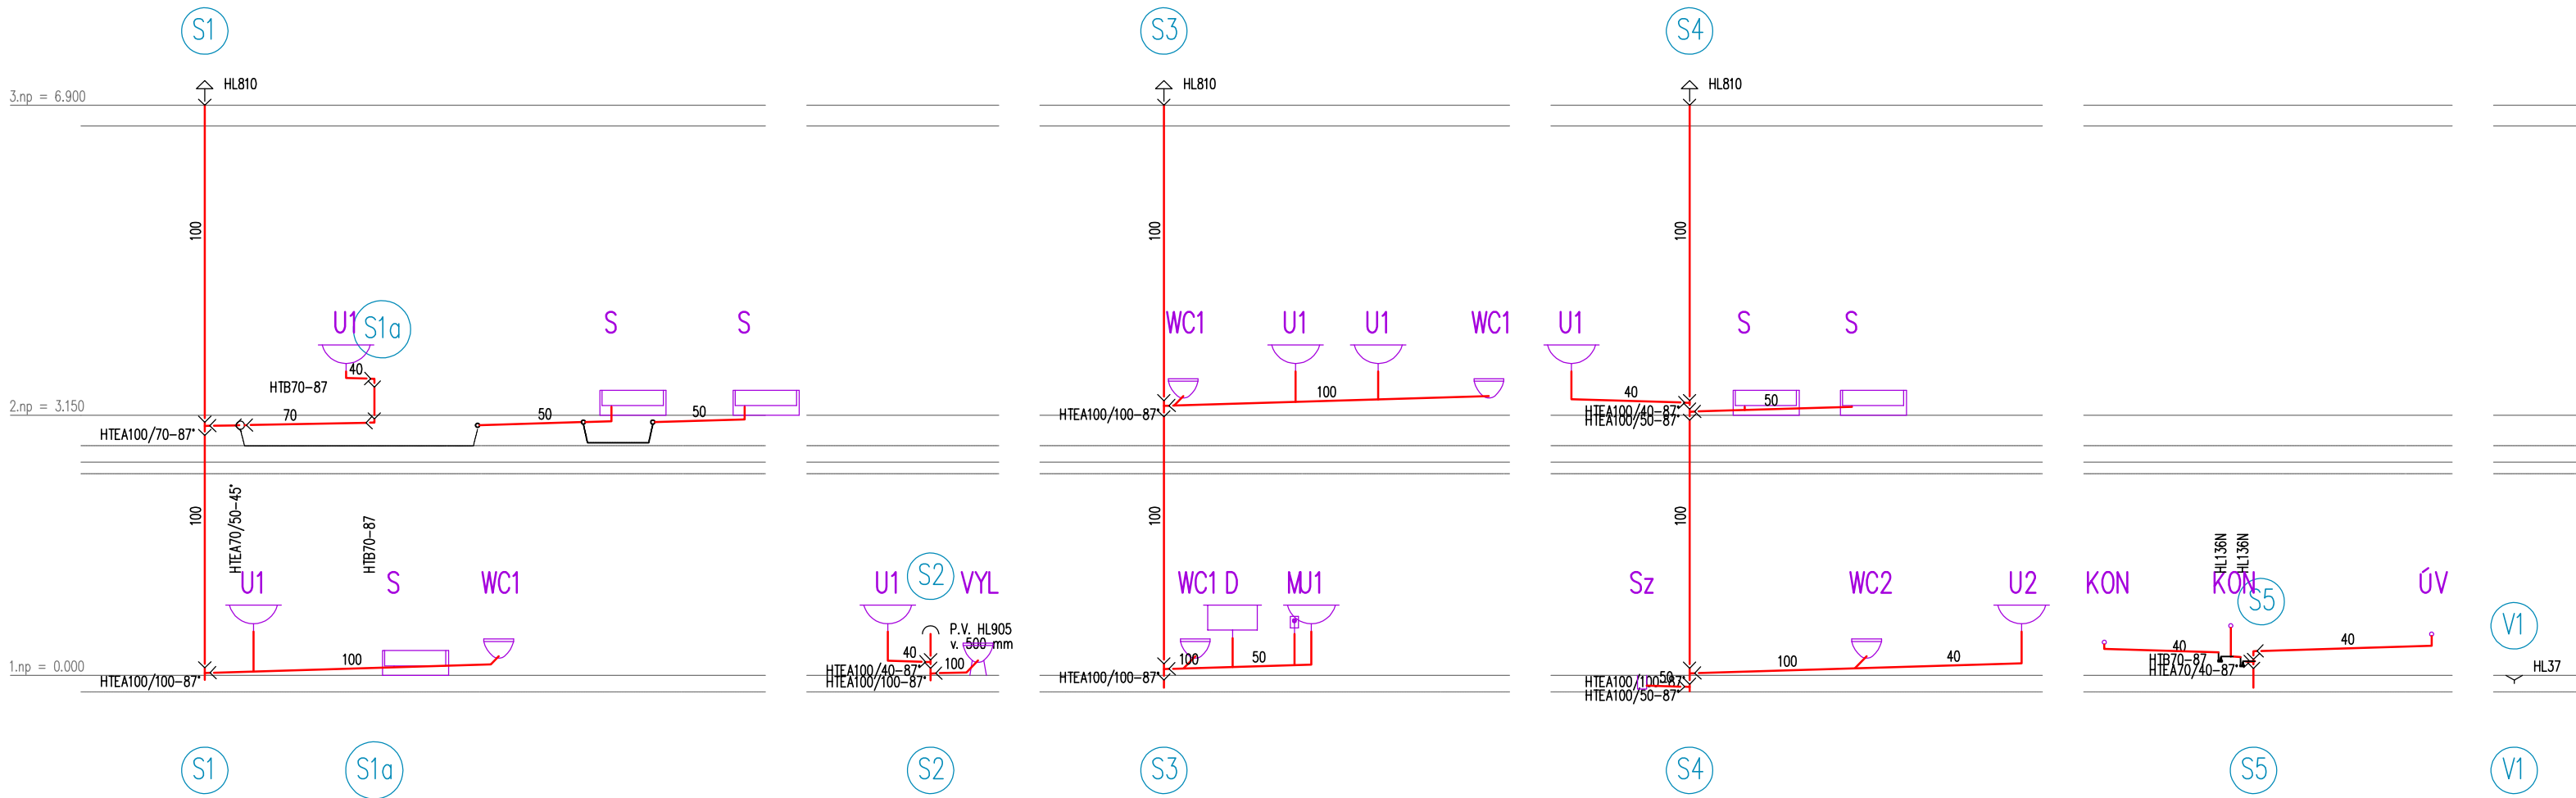 S1
S3
S4
HL810
HL810
HL810
3.np = 6.900
100
100
100
U1
S1a
S
S
WC1
U1
U1
WC1
U1
S
S
40
HTB70-87
70
50
50
100
40
50
2.np = 3.150
HTEA100/70-87°
HTEA100/100-87°
HTEA100/40-87°
HTEA100/50-87°
100
100
100
HTEA70/50-45°
HTB70-87
HL136N
HL136N
U1
S
WC1
U1
S2
VYL
WC1
D
M
U1
Sz
WC2
U2
KON
KON
S5
ÚV
V1
P.V. HL905
v. 500 mm
100
40
100
100
50
100
40
40
40
1.np = 0.000
HTEA100/100-87°
HTEA100/40-87°
HTEA100/100-87°
HTEA100/100-87°
HTEA100/100-87°
50
HTEA100/50-87°
HTB70-87
HTEA70/40-87°
HL37
S1
S1a
S2
S3
S4
S5
V1